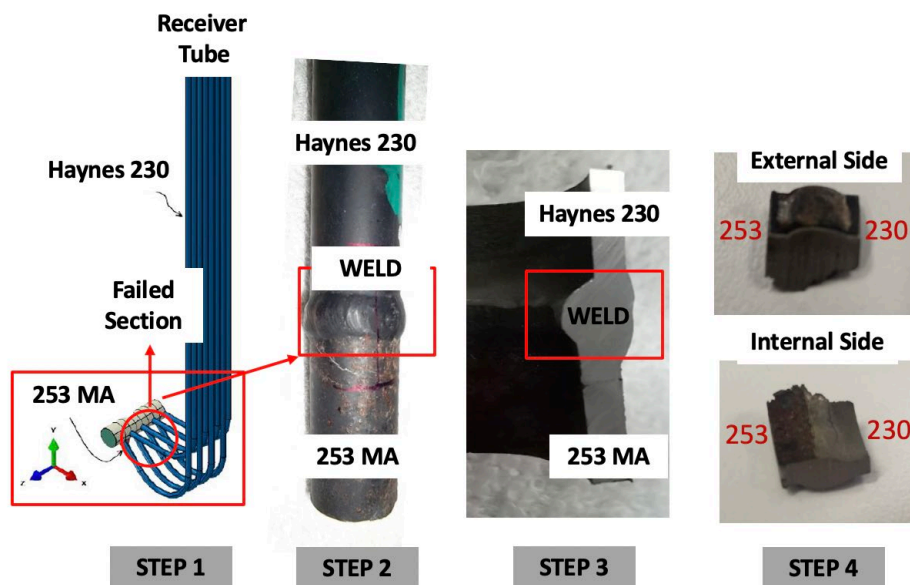 Receiver
Tube
Haynes 230
Failed
Section
253 MA
Y
Z
X
STEP 1
Haynes 230
WELD
253 MA
STEP 2
Haynes 230
WELD
253 MA
STEP 3
External Side
253
230
Internal Side
253
230
STEP 4